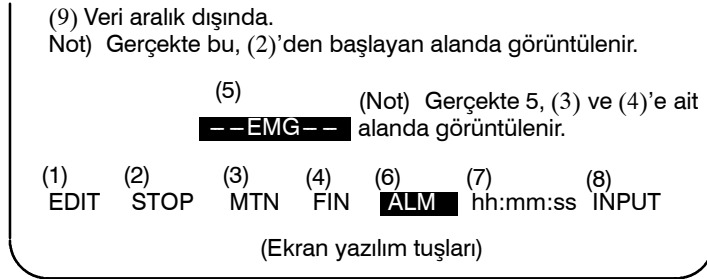 (9) Veri aralık dışında.
Not) Gerçekte bu, (2)’den başlayan alanda görüntülenir.
(5)
(Not) Gerçekte 5, (3) ve (4)’e ait
−−EMG−− alanda görüntülenir.
(1) (2) (3) (4) (6) (7) (8)
EDIT STOP MTN FIN ALM hh:mm:ss INPUT
(Ekran yazılım tuşları)